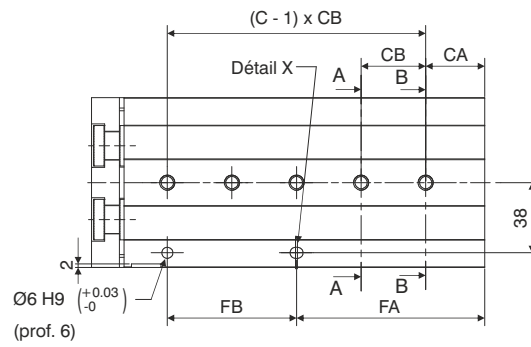 (C - 1) x CB
CB
CA
Détail X
A
B
38
2
Ø6 H9 (+0.03 -0)
(prof. 6)
FB
A
B
FA